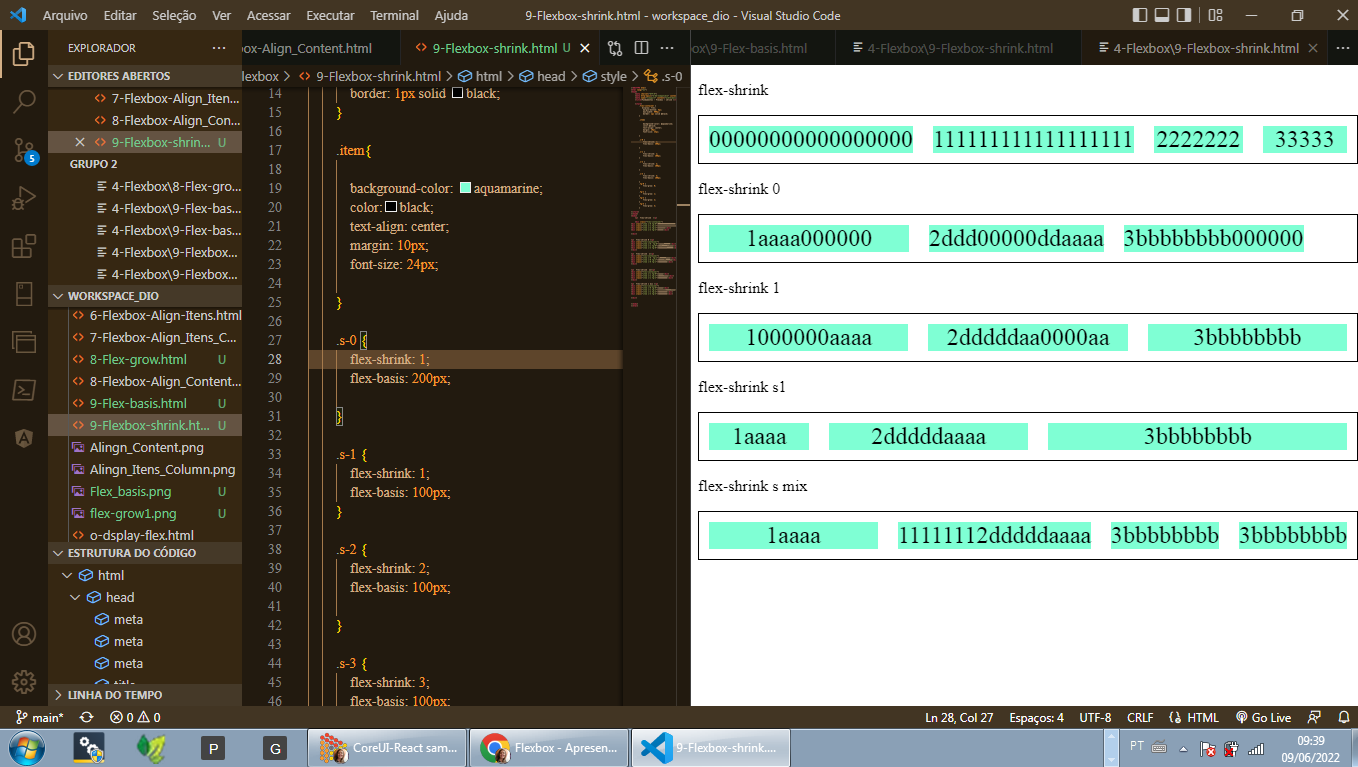 Arquivo Editar Seleção Ver Acessar Executar Terminal Ajuda
9-Flexbox-shrink.html - workspace_dio - Visual Studio Code
EXPLORADOR
EDITORES ABERTOS
7-Flexbox-Align_Iten...
8-Flexbox-Align_Con...
9-Flexbox-shrin... U
GRUPO 2
4-Flexbox\8-Flex-gro...
4-Flexbox\9-Flex-bas...
4-Flexbox\9-Flex-bas...
4-Flexbox\9-Flexbox...
4-Flexbox\9-Flexbox...
WORKSPACE_DIO
6-Flexbox-Align-Itens.html
7-Flexbox-Align_Itens_C...
8-Flex-grow.html U
8-Flexbox-Align_Content...
9-Flex-basis.html U
9-Flexbox-shrink.ht... U
Alingn_Content.png
Alingn_Itens_Column.png
Flex_basis.png U
flex-grow1.png U
o-dsplay-flex.html
ESTRUTURA DO CÓDIGO
html
head
meta
meta
meta
title
LINHA DO TEMPO
5
ox-Align_Content.html
9-Flexbox-shrink.html U
lexbox > 9-Flexbox-shrink.html > html > head > style > .s-0
14 border: 1px solid black;
15 }
16
17 .item{
18
19 background-color: aquamarine;
20 color: black;
21 text-align: center;
22 margin: 10px;
23 font-size: 24px;
24
25 }
26
27 .s-0 {
28 flex-shrink: 1;
29 flex-basis: 200px;
30
31 }
32
33 .s-1 {
34 flex-shrink: 1;
35 flex-basis: 100px;
36 }
37
38 .s-2 {
39 flex-shrink: 2;
40 flex-basis: 100px;
41
42 }
43
44 .s-3 {
45 flex-shrink: 3;
46 flex-basis: 100px;
ox\9-Flex-basis.html
4-Flexbox\9-Flexbox-shrink.html
4-Flexbox\9-Flexbox-shrink.html
flex-shrink
00000000000000000 111111111111111111 2222222 33333
flex-shrink 0
1aaaa000000 2ddd00000ddaaaa 3bbbbbbbb000000
flex-shrink 1
1000000aaaa 2dddddaa0000aa 3bbbbbbbb
flex-shrink s1
1aaaa 2dddddaaaa 3bbbbbbbb
flex-shrink s mix
1aaaa 11111112dddddaaaa 3bbbbbbbb 3bbbbbbbb
main* 0 0
Ln 28, Col 27 Espaços: 4 UTF-8 CRLF HTML Go Live
P G
CoreUI-React sam...
Flexbox - Apresen...
9-Flexbox-shrink....
PT
09:39
09/06/2022